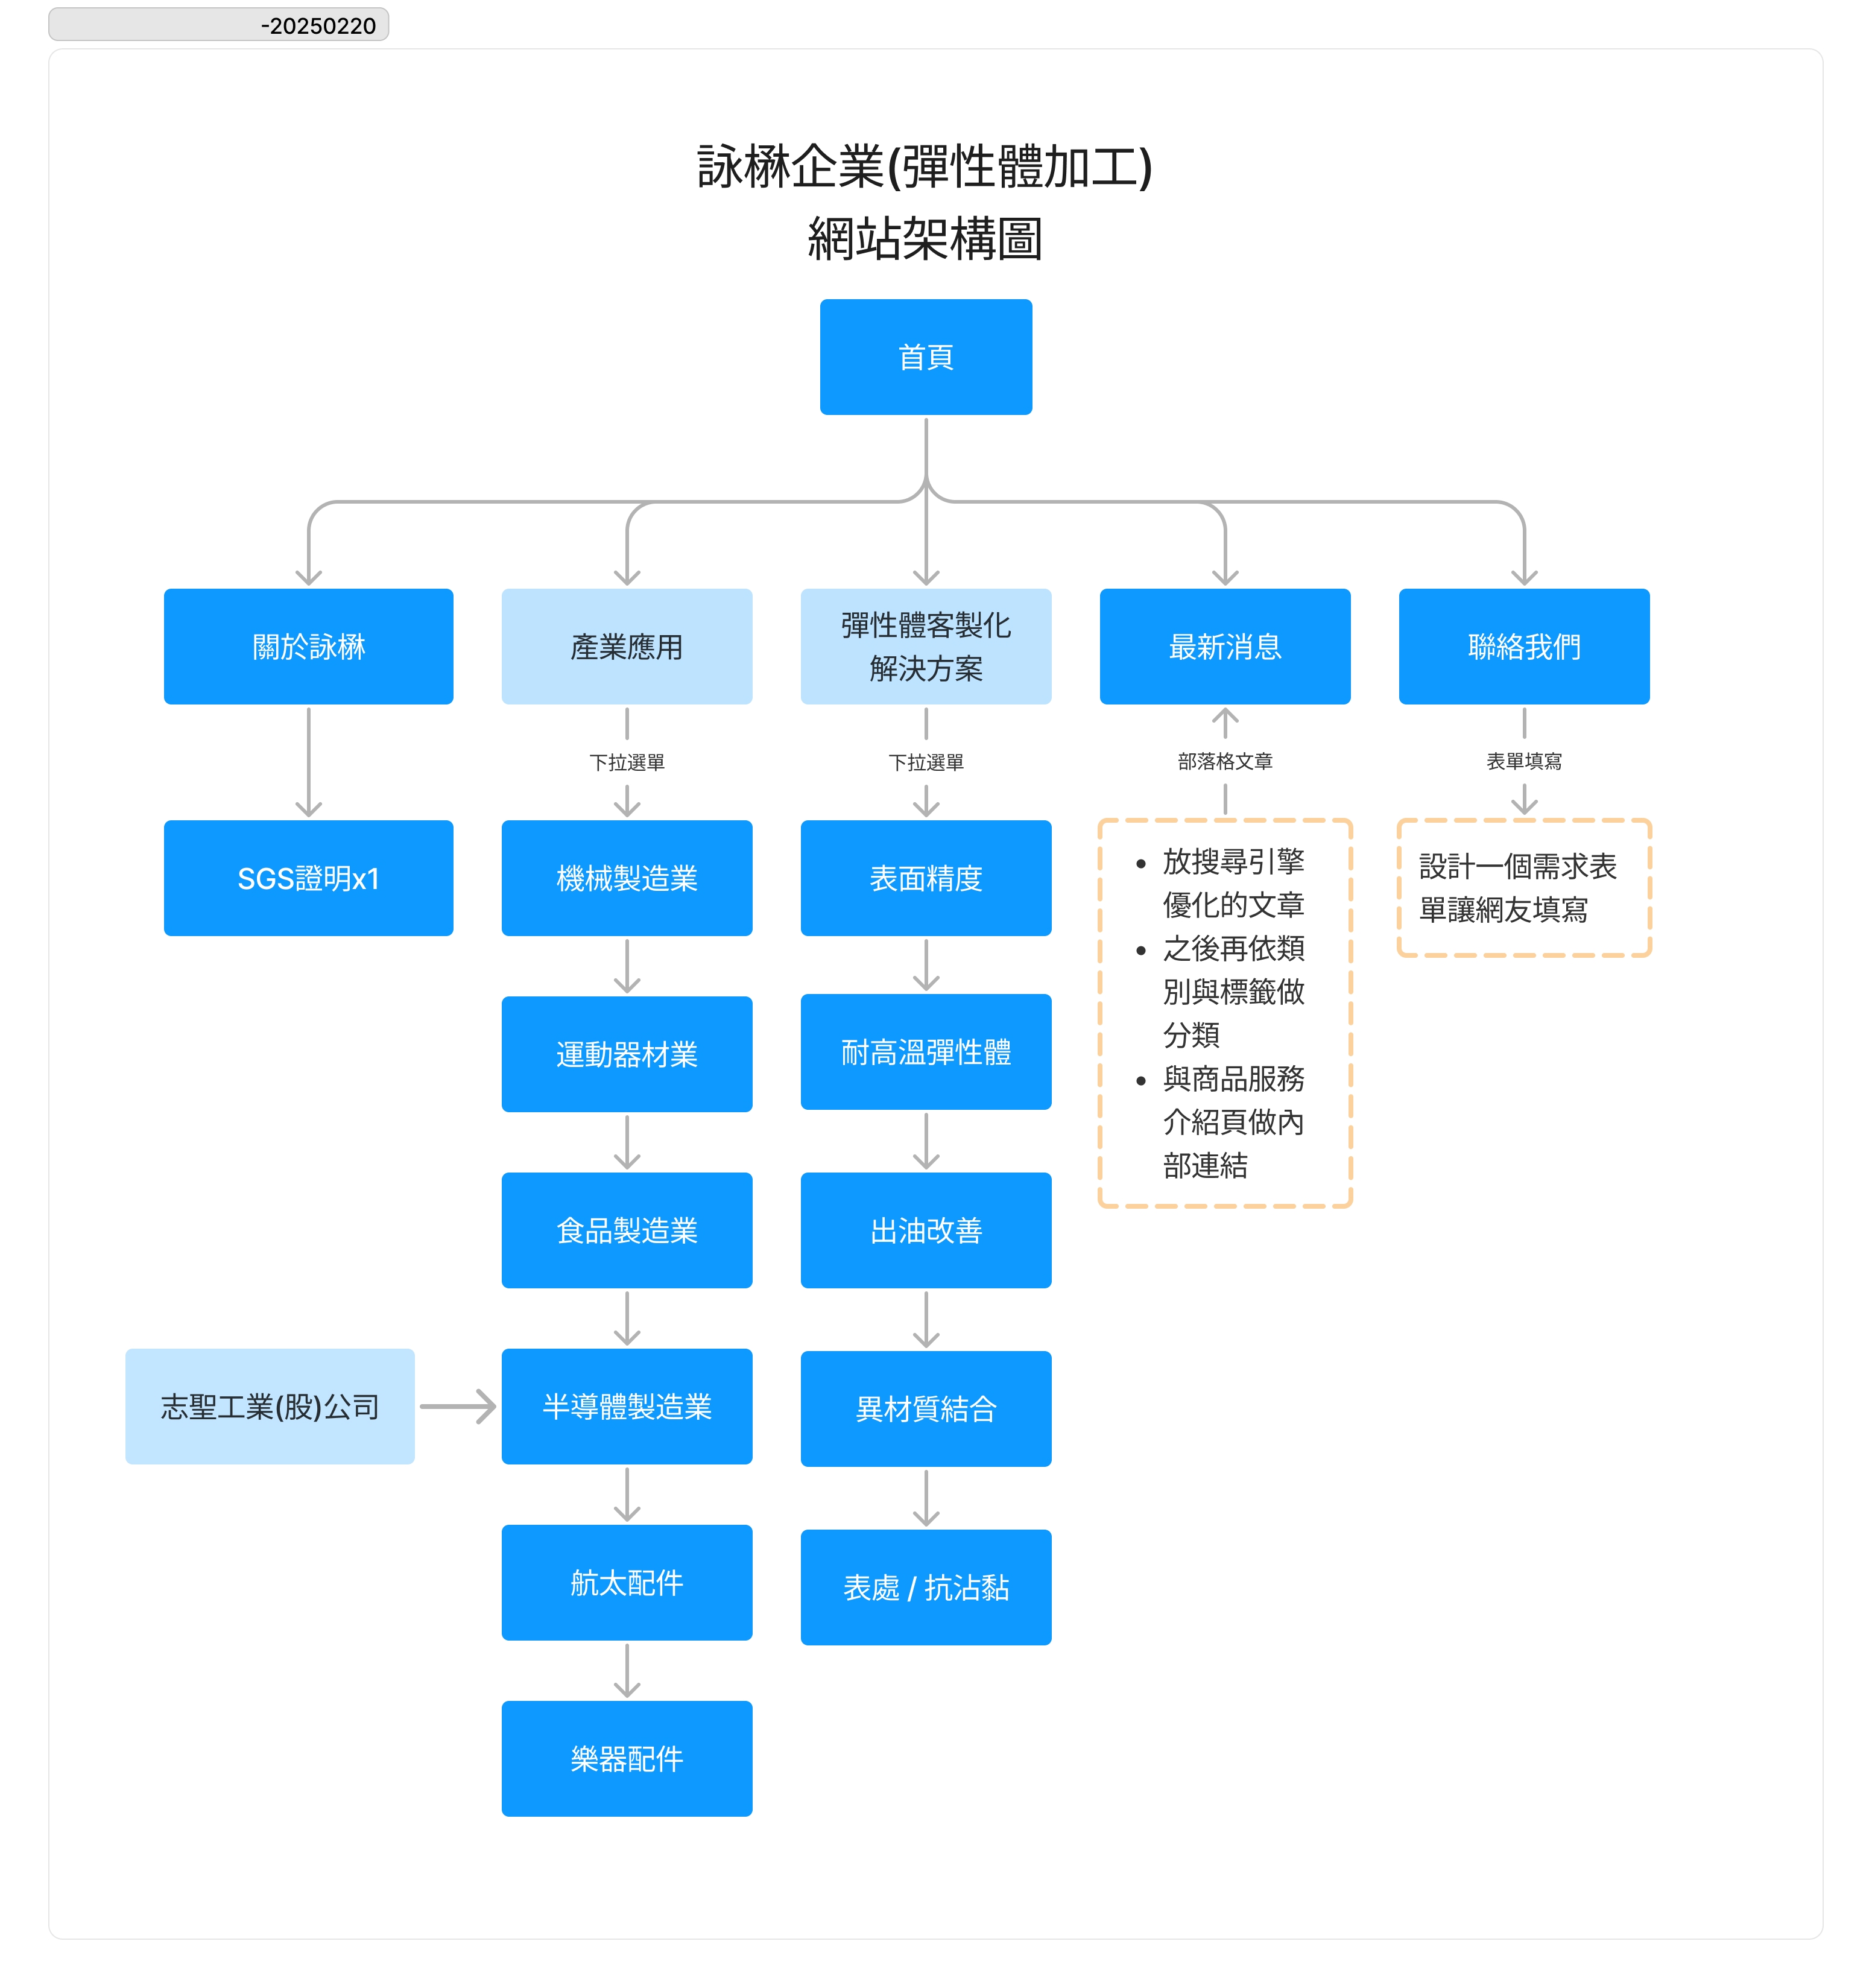 -20250220
詠楙企業(彈性體加工)
網站架構圖
首頁
關於詠楙
產業應用
彈性體客製化
解決方案
最新消息
聯絡我們
下拉選單
下拉選單
部落格文章
表單填寫
SGS證明x1
機械製造業
表面精度
• 放搜尋引擎
優化的文章
• 之後再依類
別與標籤做
分類
• 與商品服務
介紹頁做內
部連結
設計一個需求表
單讓網友填寫
運動器材業
耐高溫彈性體
食品製造業
出油改善
志聖工業(股)公司
半導體製造業
異材質結合
航太配件
表處 / 抗沾黏
樂器配件